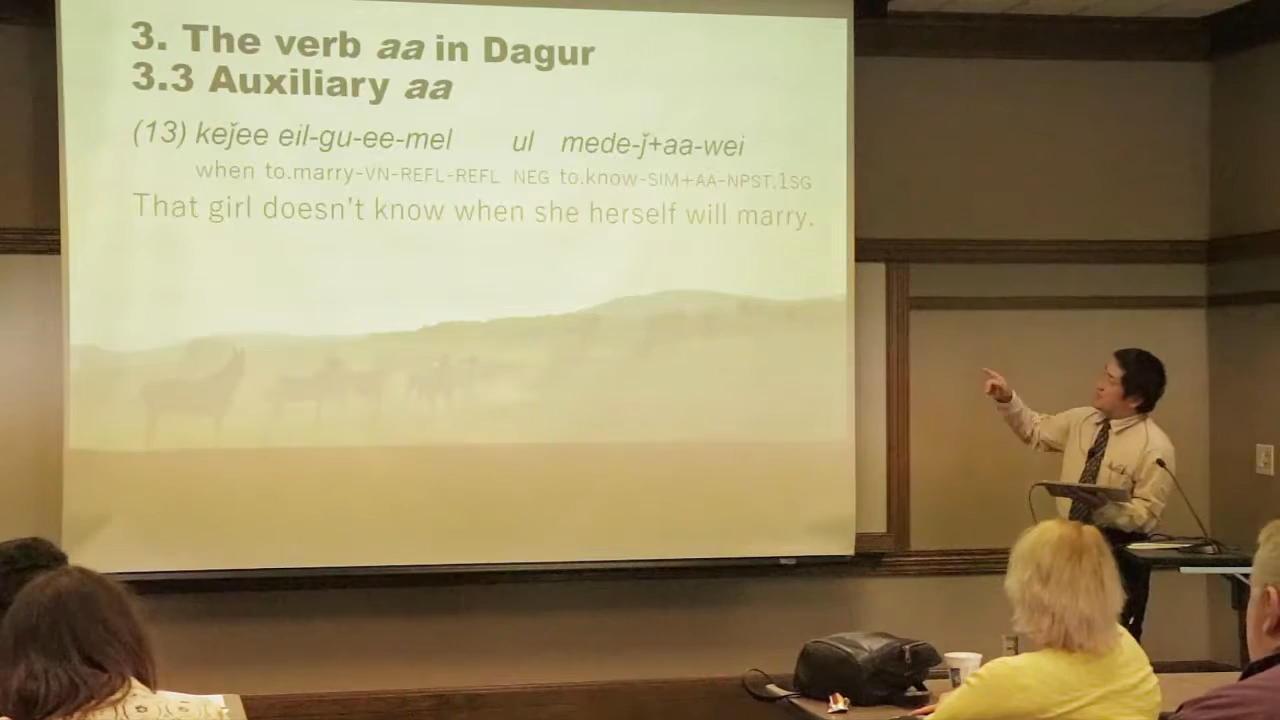 3. The verb aa in Dagur
3.3 Auxiliary aa
(13) keǰee eil-gu-ee-mel ul mede-ǰ+aa-wei
when to.marry-VN-REFL-REFL NEG to.know-SIM+AA-NPST.1SG
That girl doesn't know when she herself will marry.